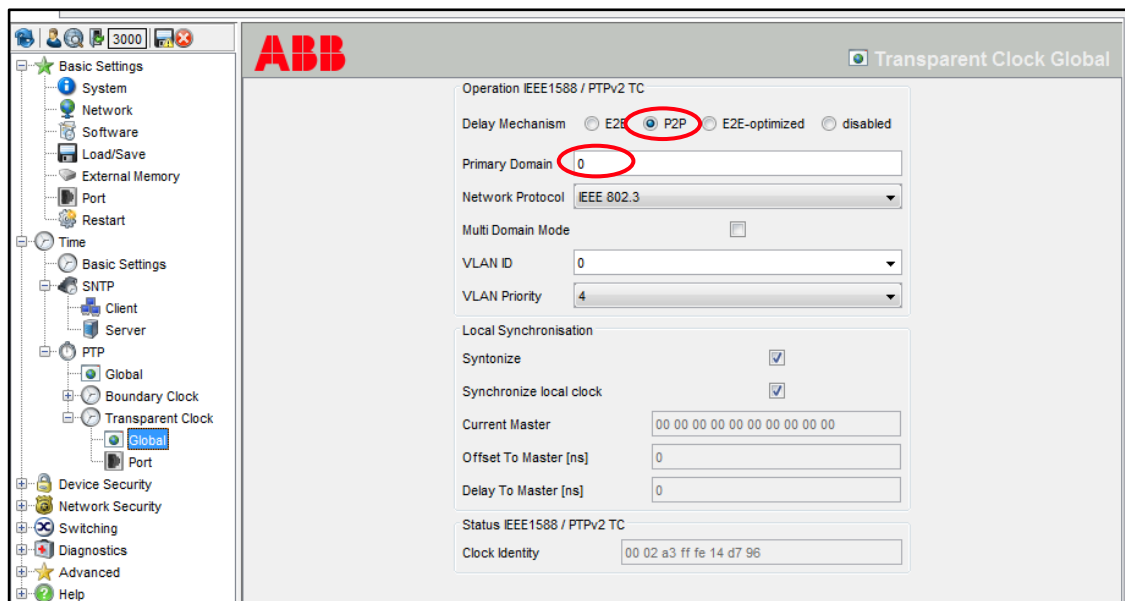 3000
ABB
Transparent Clock Global
Basic Settings
System
Network
Software
Load/Save
External Memory
Port
Restart
Time
Basic Settings
SNTP
Client
Server
PTP
Global
Boundary Clock
Transparent Clock
Global
Port
Device Security
Network Security
Switching
Diagnostics
Advanced
Help
Operation IEEE1588 / PTPv2 TC
Delay Mechanism E2E P2P E2E-optimized disabled
Primary Domain 0
Network Protocol IEEE 802.3
Multi Domain Mode
VLAN ID 0
VLAN Priority 4
Local Synchronisation
Syntonize
Synchronize local clock
Current Master 00 00 00 00 00 00 00 00 00 00
Offset To Master [ns] 0
Delay To Master [ns] 0
Status IEEE1588 / PTPv2 TC
Clock Identity 00 02 a3 ff fe 14 d7 96